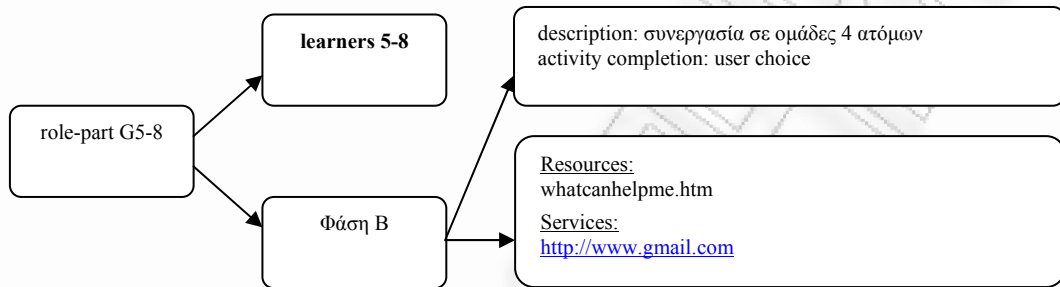 learners 5-8
description: συνεργασία σε ομάδες 4 ατόμων
activity completion: user choice
role-part G5-8
Φάση Β
Resources:
whatcanhelpme.htm
Services:
http://www.gmail.com